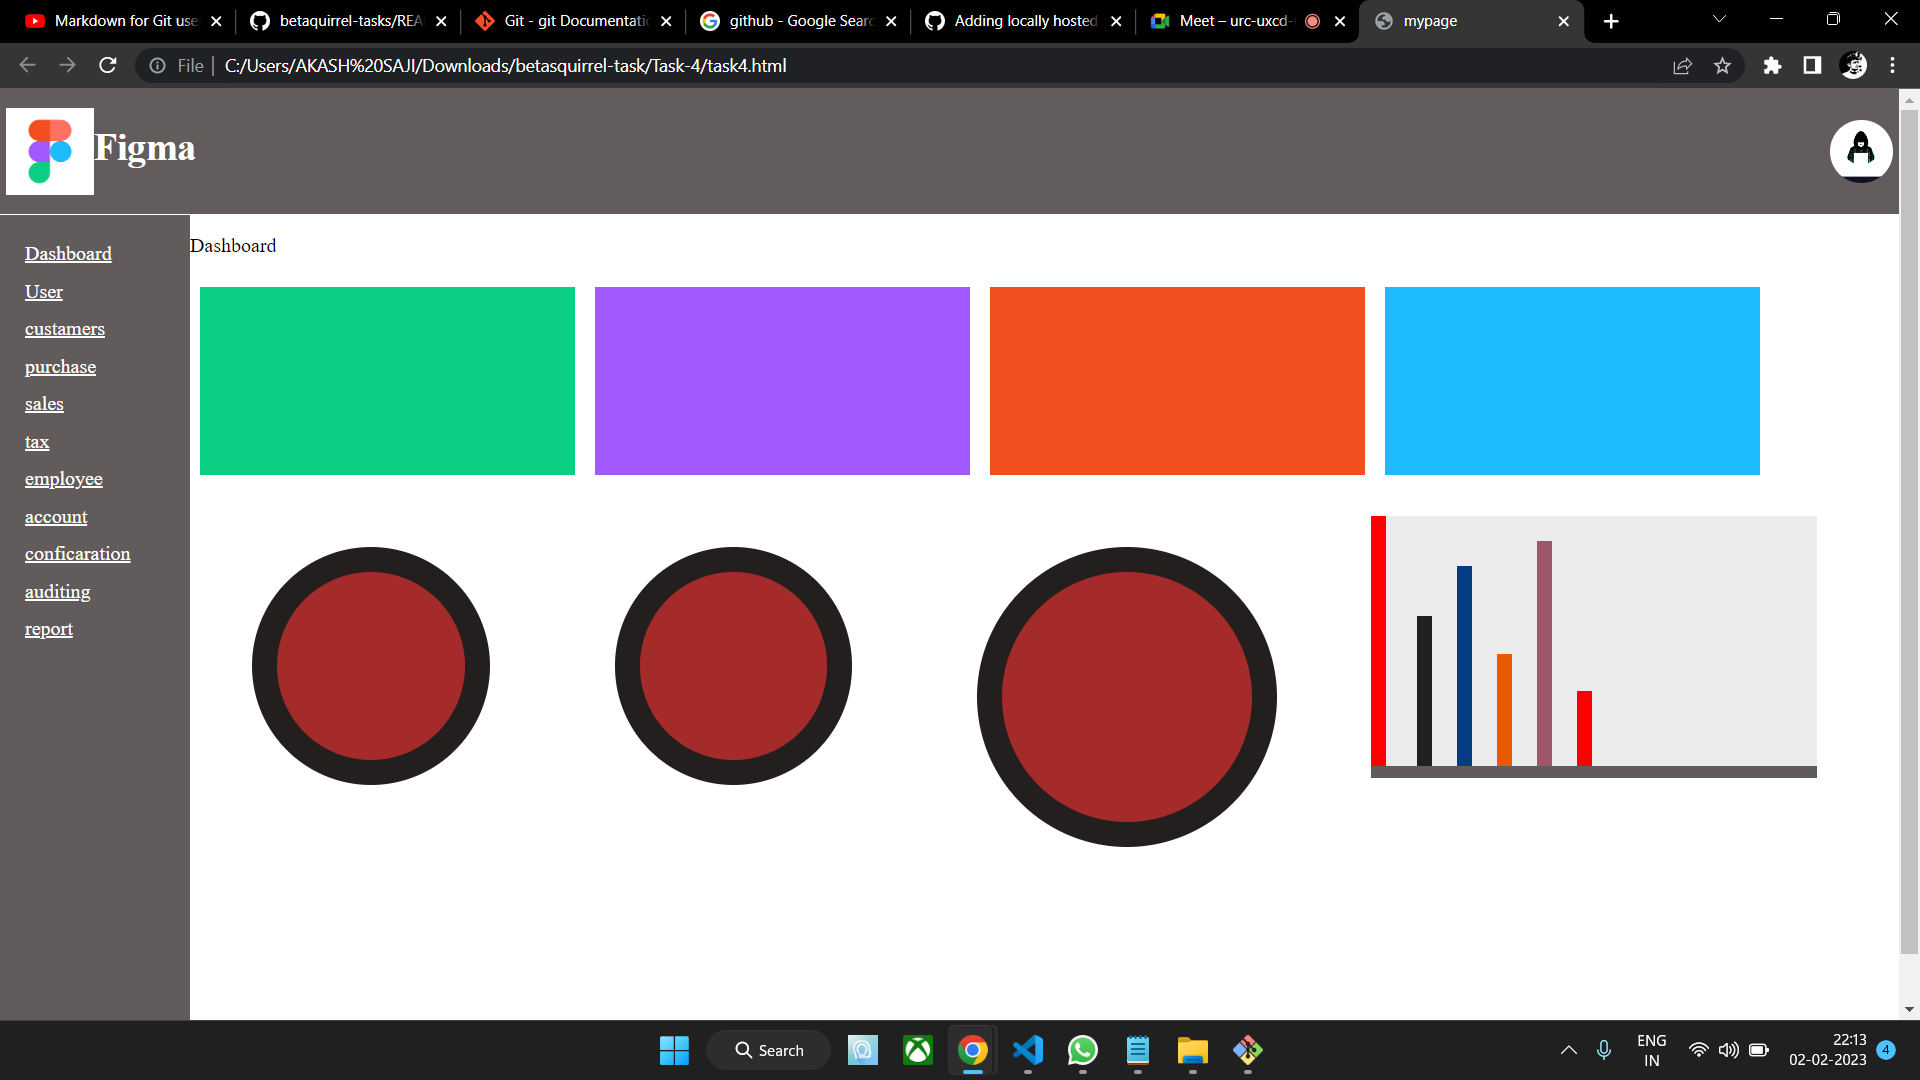 Markdown for Git use
betaquirrel-tasks/REA
Git - git Documentatio
github - Google Searc
Adding locally hosted
Meet – urc-uxcd-
mypage
File
C:/Users/AKASH%20SAJI/Downloads/betasquirrel-task/Task-4/task4.html
Figma
Dashboard
User
custamers
purchase
sales
tax
employee
account
conficaration
auditing
report
Dashboard
Search
ENG
IN
22:13
02-02-2023
4